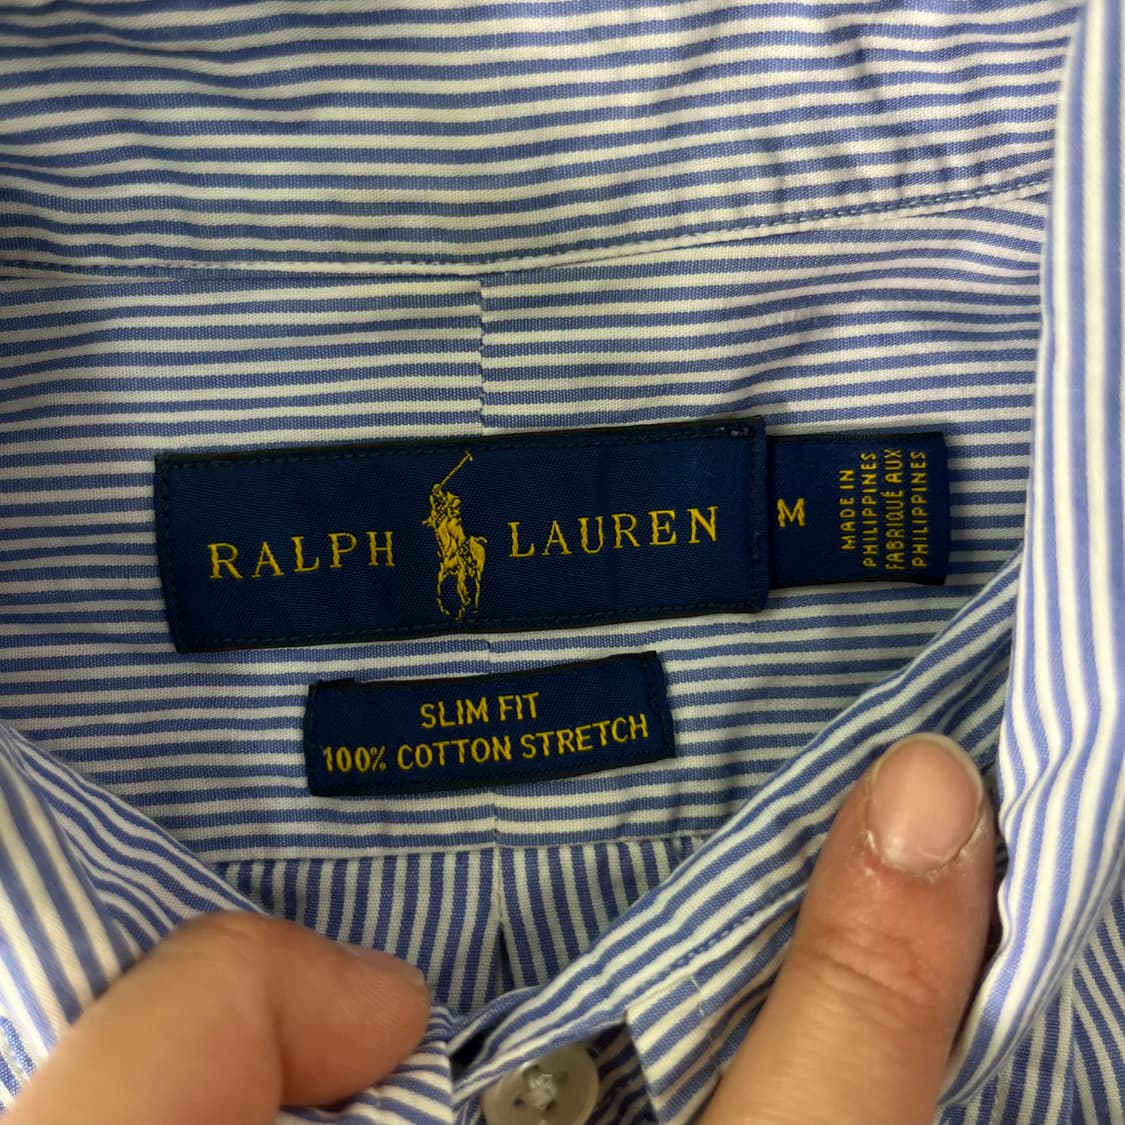 RALPH LAUREN
M
MADE IN
PHILIPPINES
FABRIQUÉ AUX
PHILIPPINES
SLIM FIT
100% COTTON STRETCH